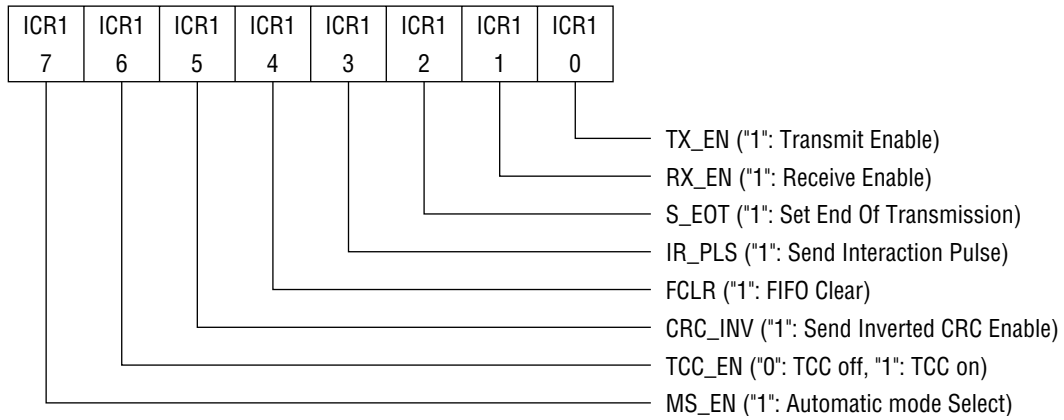 ICR1 ICR1 ICR1 ICR1 ICR1 ICR1 ICR1 ICR1
7 6 5 4 3 2 1 0
TX_EN ("1": Transmit Enable)
RX_EN ("1": Receive Enable)
S_EOT ("1": Set End Of Transmission)
IR_PLS ("1": Send Interaction Pulse)
FCLR ("1": FIFO Clear)
CRC_INV ("1": Send Inverted CRC Enable)
TCC_EN ("0": TCC off, "1": TCC on)
MS_EN ("1": Automatic mode Select)